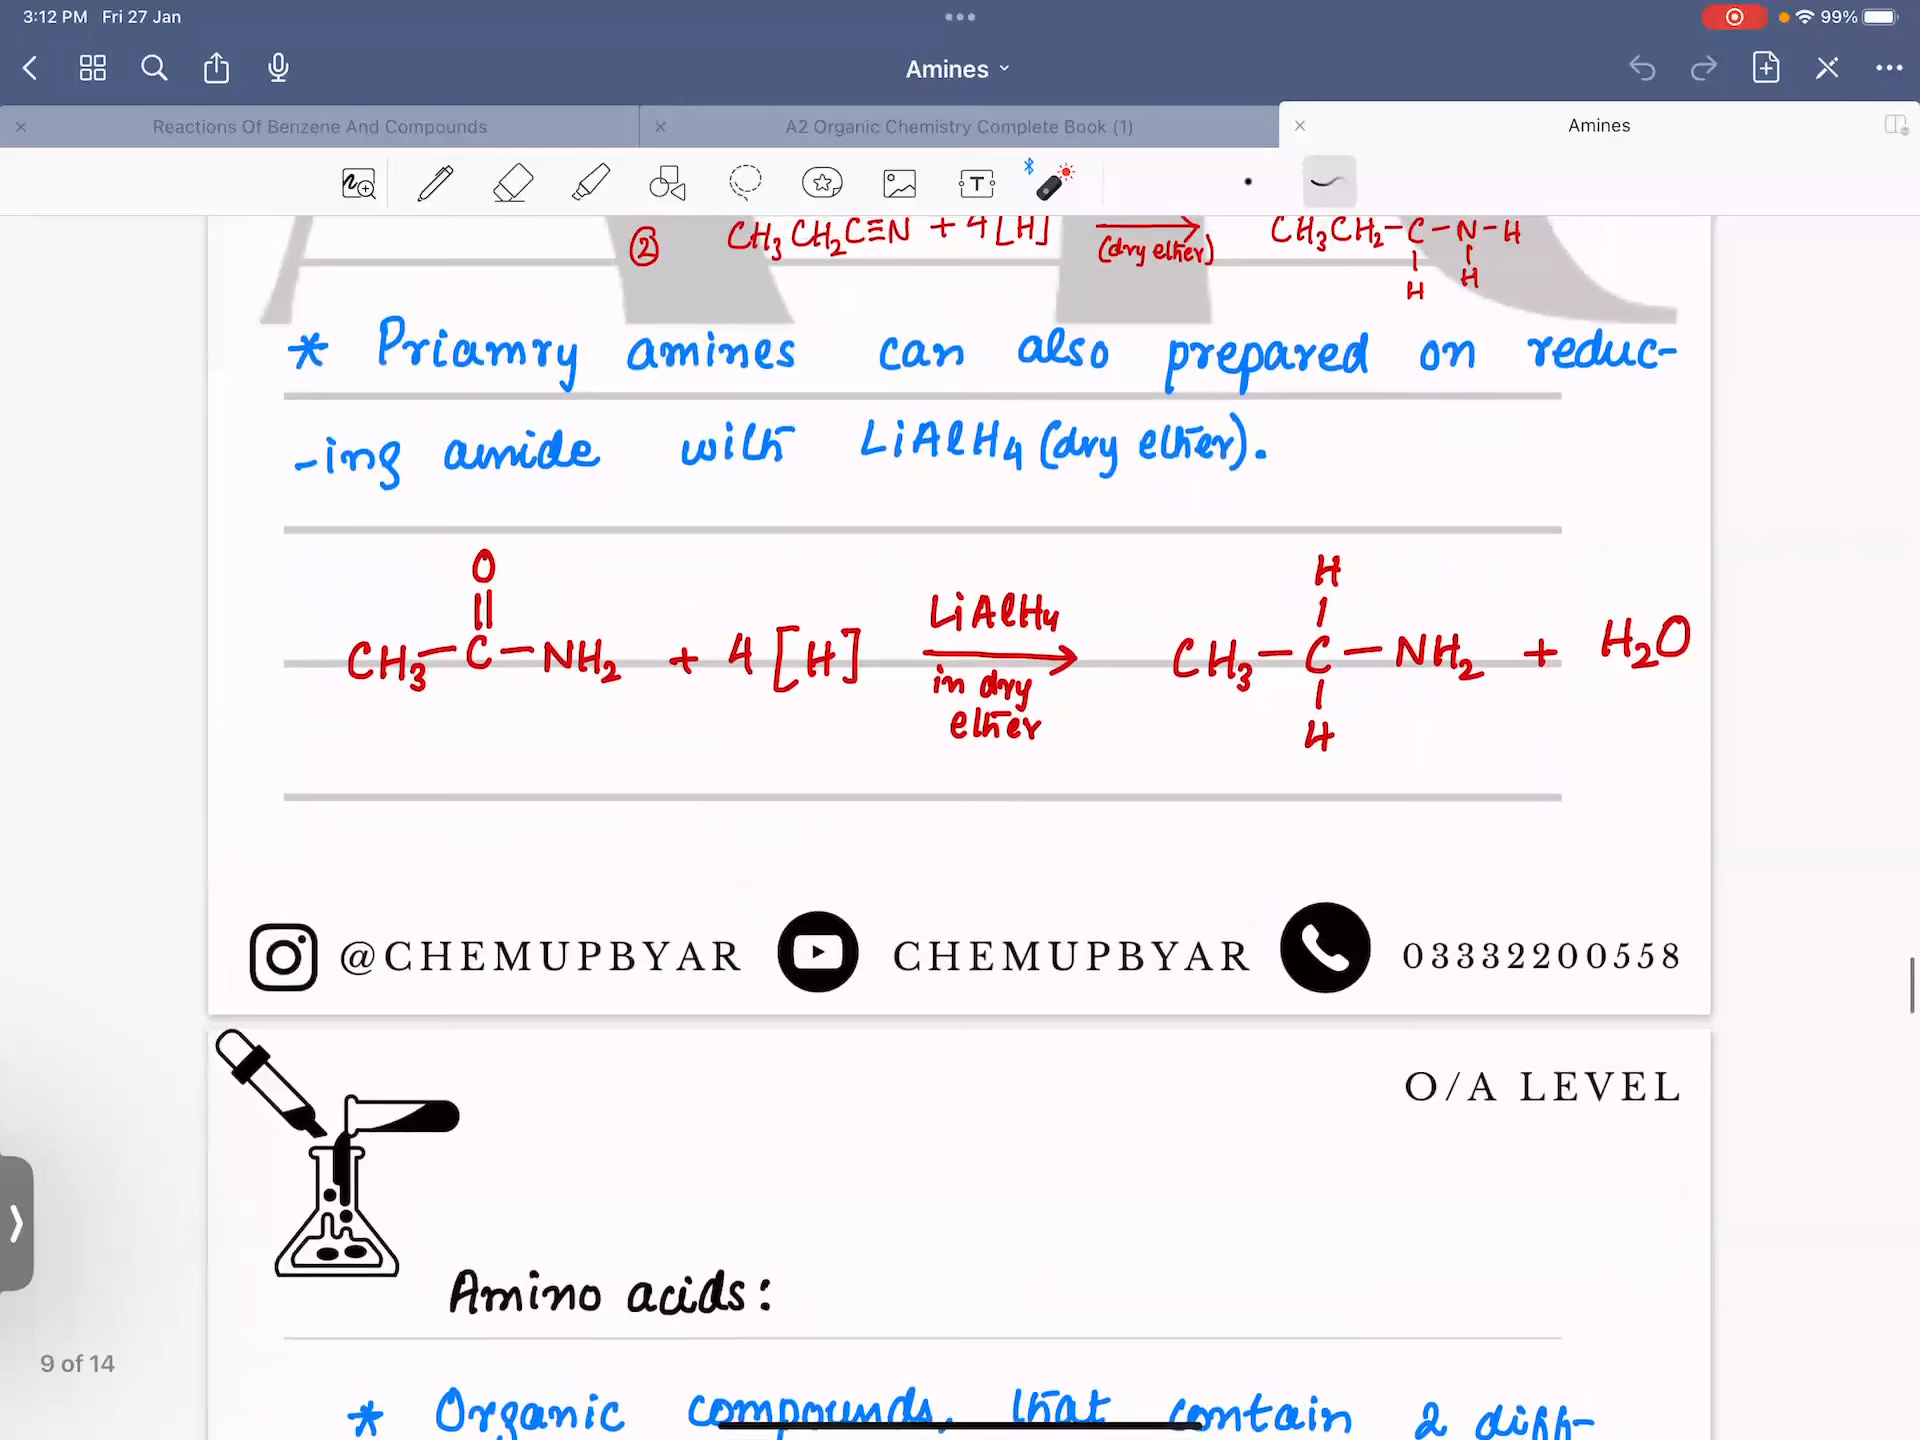 3:12 PM Fri 27 Jan
99%
Amines
Reactions Of Benzene And Compounds
A2 Organic Chemistry Complete Book (1)
Amines
T
② CH3CH2C≡N + 4[H] (dry ether) CH3CH2-C-N-H
H H
* Priamry amines can also prepared on reduc-
-ing amide with LiAlH4 (dry ether).
O
||
CH3-C-NH2 + 4[H] LiAlH4 in dry ether → CH3-C-NH2 + H2O
H
H
@CHEMUPBYAR CHEMUPBYAR 03332200558
O/A LEVEL
Amino acids:
9 of 14
* Organic compounds, that contain 2 diff-